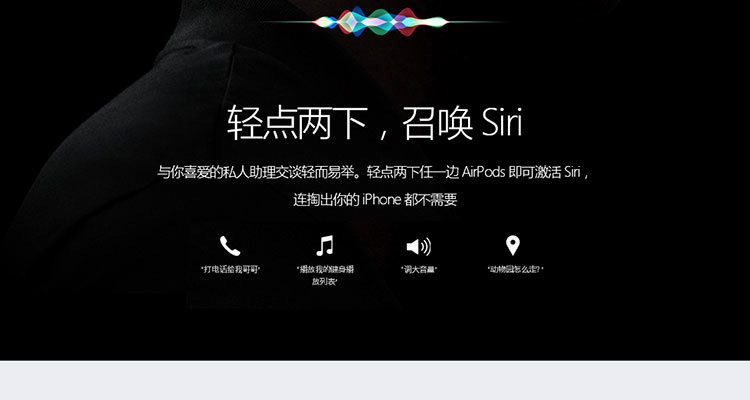 轻点两下，召唤 Siri
与你喜爱的私人助理交谈轻而易举。轻点两下任一边 AirPods 即可激活 Siri，
连掏出你的 iPhone 都不需要
"打电话给我哥哥"
"播放我的健身播
放列表"
"调大音量"
"动物园怎么走？"